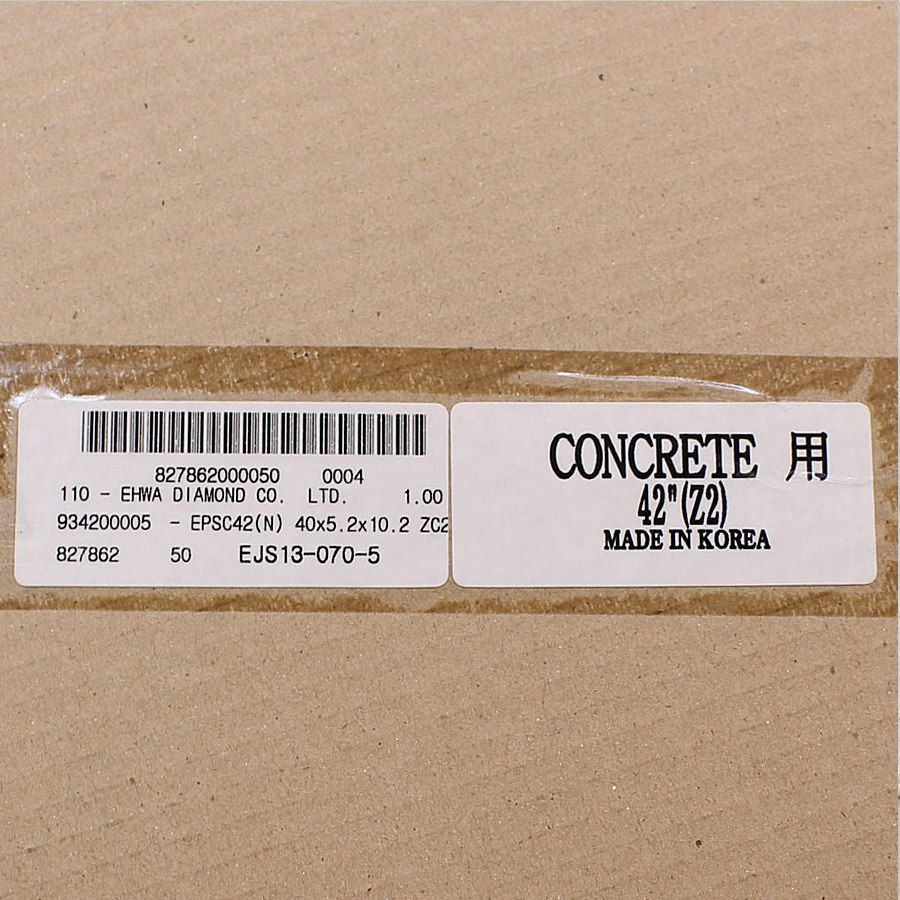 827862000050 0004
110 - EHWA DIAMOND CO. LTD. 1.00
934200005 - EPSC42(N) 40x5.2x10.2 ZC2
827862 50 EJS13-070-5
CONCRETE 用
42"(Z2)
MADE IN KOREA